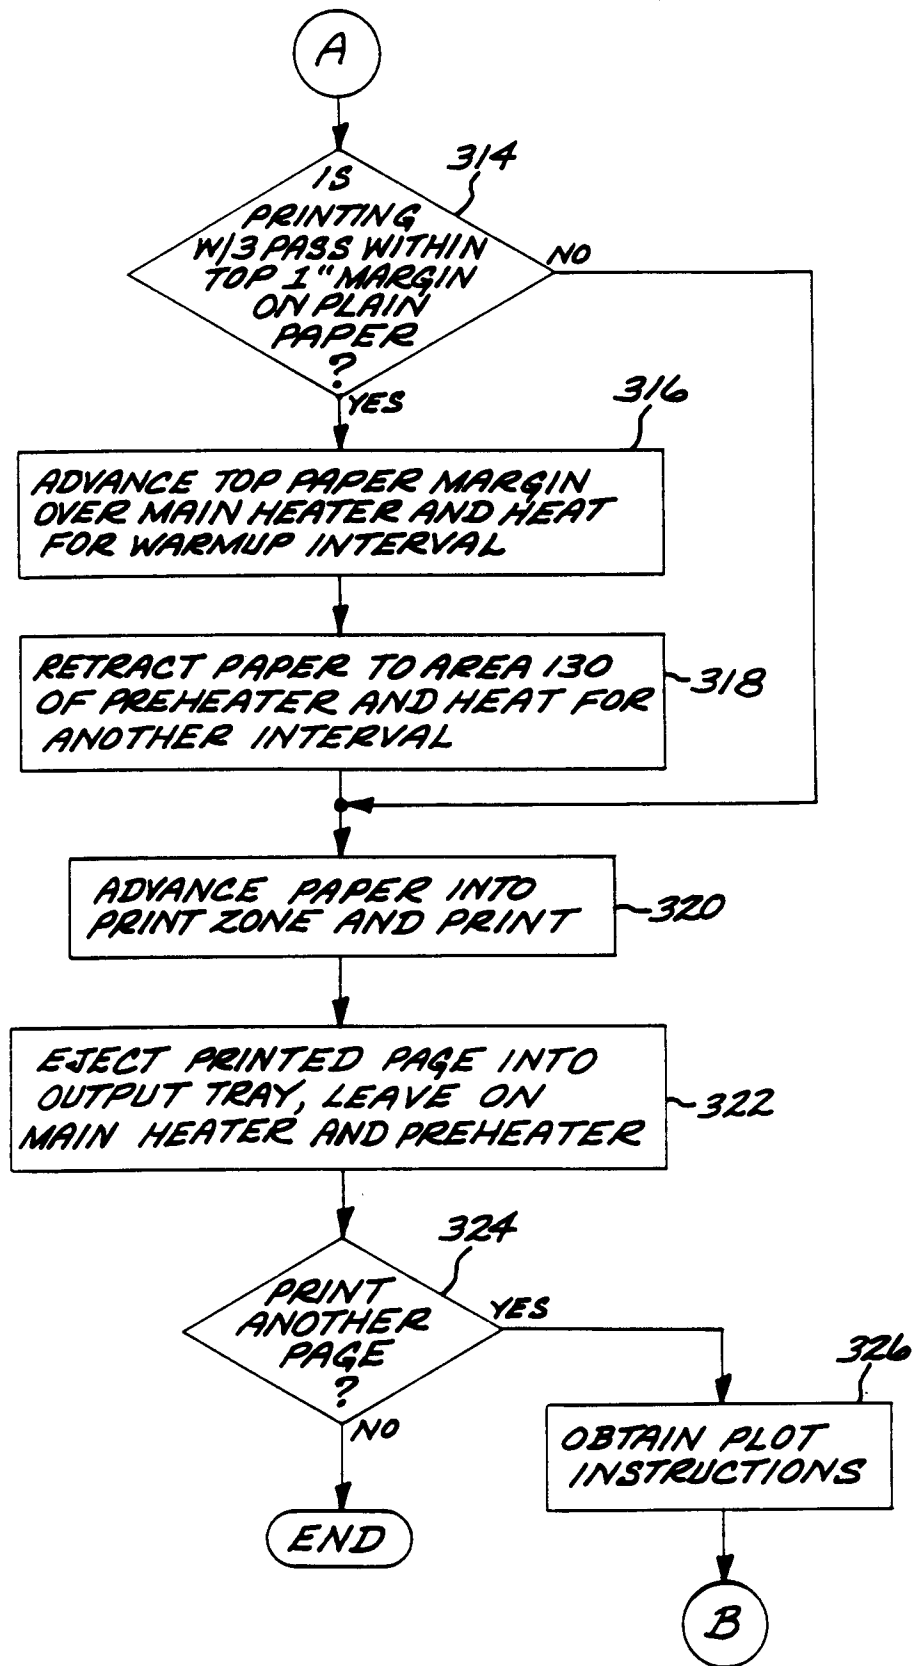 A
314
IS
PRINTING
W/3 PASS WITHIN
TOP 1" MARGIN
ON PLAIN
PAPER
?
NO
YES
316
ADVANCE TOP PAPER MARGIN
OVER MAIN HEATER AND HEAT
FOR WARMUP INTERVAL
RETRACT PAPER TO AREA 130
OF PREHEATER AND HEAT FOR
ANOTHER INTERVAL
318
ADVANCE PAPER INTO
PRINT ZONE AND PRINT
320
EJECT PRINTED PAGE INTO
OUTPUT TRAY, LEAVE ON
MAIN HEATER AND PREHEATER
322
324
PRINT
ANOTHER
PAGE
?
YES
NO
326
OBTAIN PLOT
INSTRUCTIONS
END
B